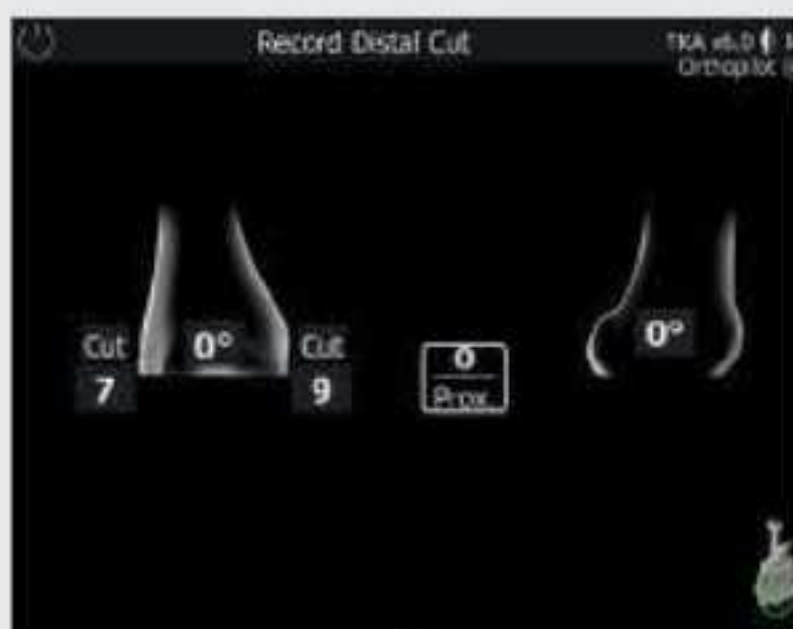 Record Distal Cut
TKA v6.0
Orthopilot
Cut 0° Cut
7 9
0
Prox.
0°